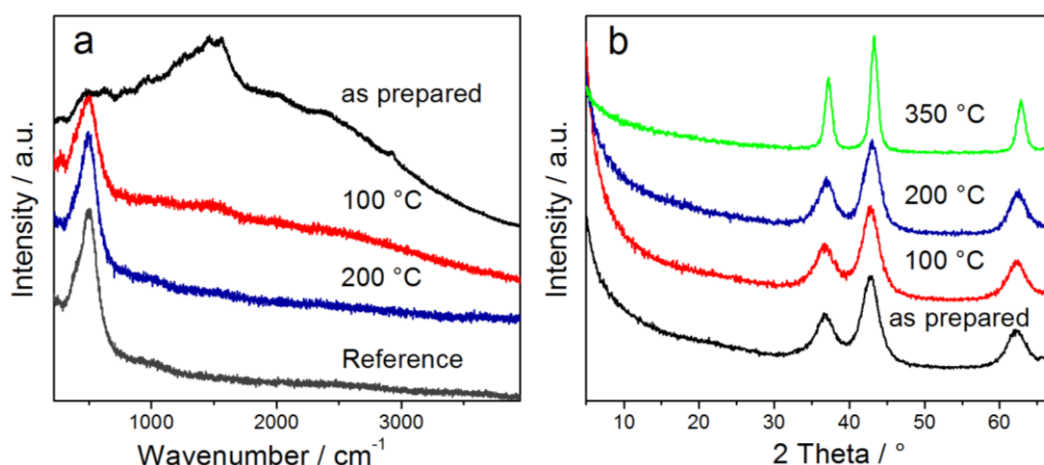 a
as prepared
100 °C
200 °C
Reference
Intensity / a.u.
1000 2000 3000
Wavenumber / cm⁻¹
b
350 °C
200 °C
100 °C
as prepared
Intensity / a.u.
10 20 30 40 50 60
2 Theta / °